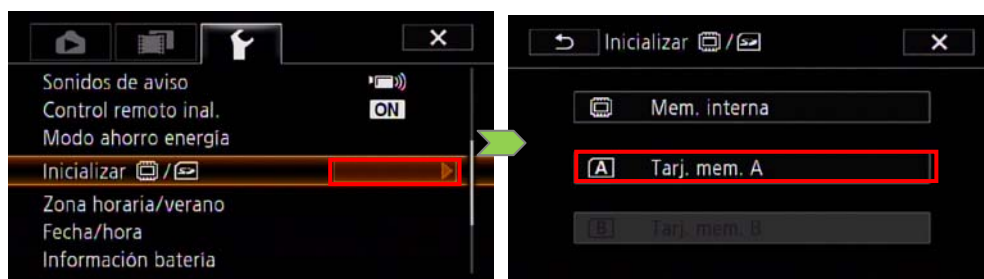 Sonidos de aviso
Control remoto inal. ON
Modo ahorro energía
Inicializar /
Zona horaria/verano
Fecha/hora
Información batería
Inicializar /
Mem. interna
A Tarj. mem. A
B Tarj. mem. B